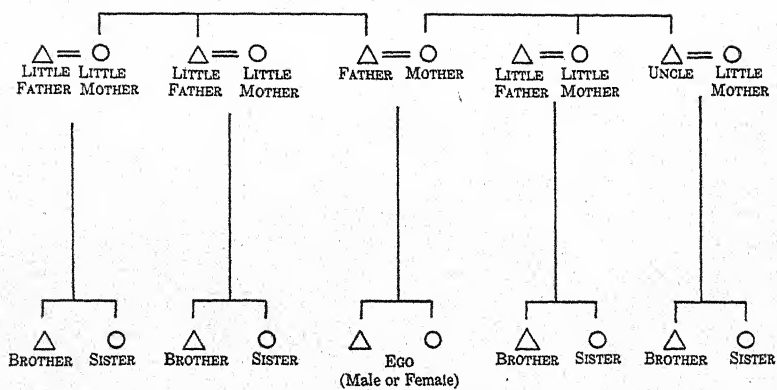 LITTLE FATHER LITTLE MOTHER LITTLE FATHER LITTLE MOTHER FATHER MOTHER LITTLE FATHER LITTLE MOTHER UNCLE LITTLE MOTHER
BROTHER SISTER BROTHER SISTER EGO BROTHER SISTER BROTHER SISTER
(Male or Female)